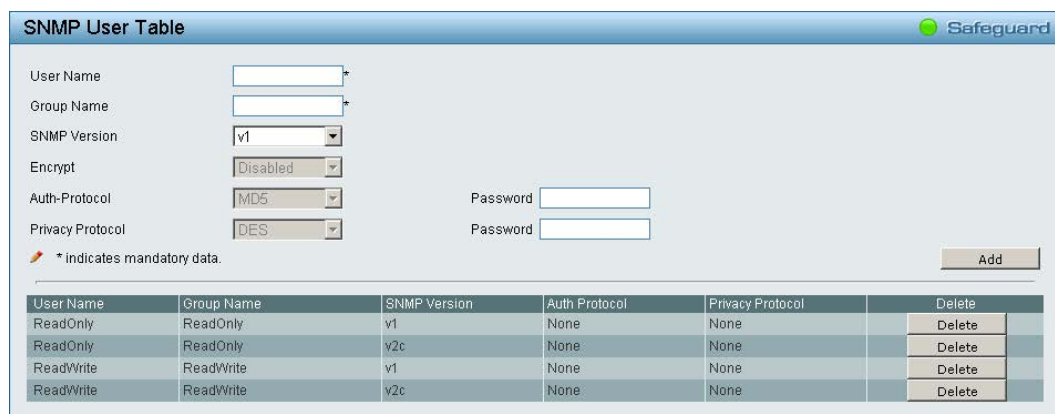 SNMP User Table Safeguard
User Name *
Group Name *
SNMP Version v1
Encrypt Disabled
Auth-Protocol MD5 Password
Privacy Protocol DES Password
* indicates mandatory data. Add
User Name Group Name SNMP Version Auth Protocol Privacy Protocol Delete
ReadOnly ReadOnly v1 None None Delete
ReadOnly ReadOnly v2c None None Delete
ReadWrite ReadWrite v1 None None Delete
ReadWrite ReadWrite v2c None None Delete